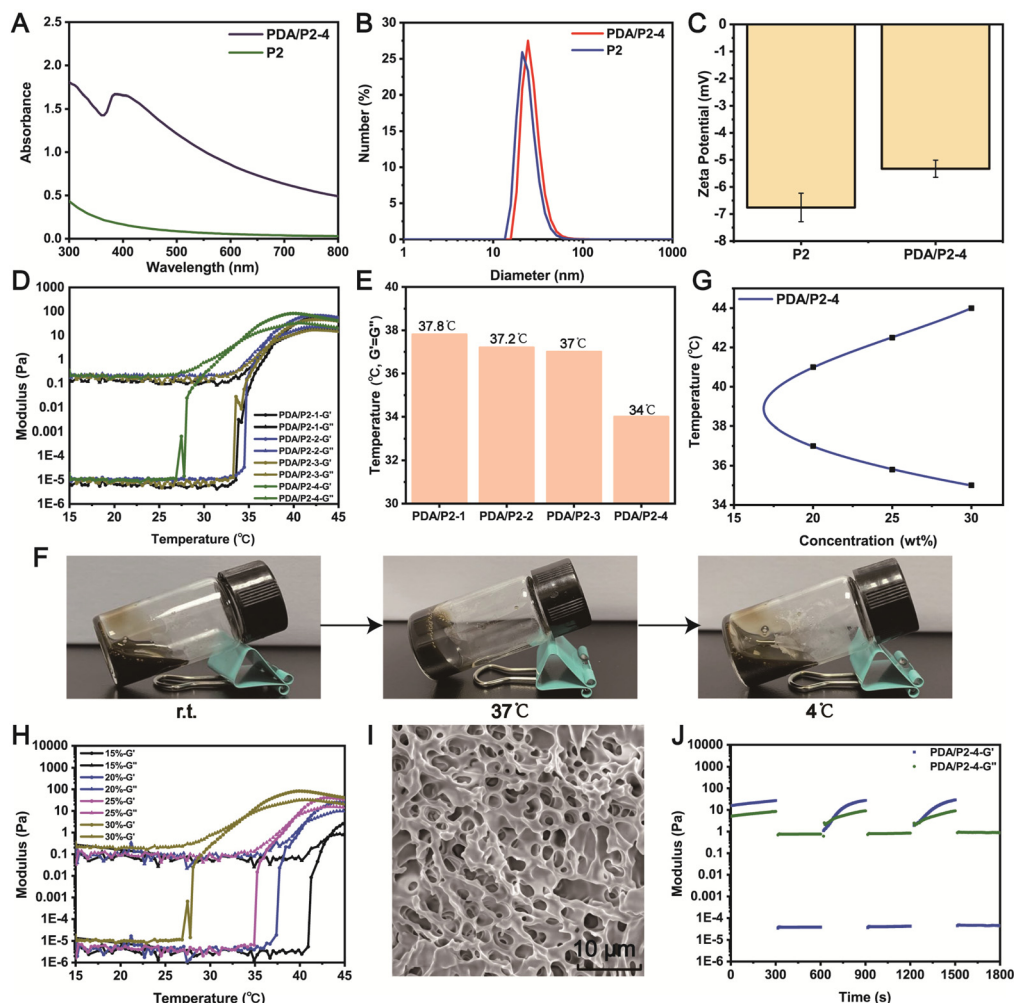 A
2.5
2.0
1.5
1.0
0.5
0.0
Absorbance
300 400 500 600 700 800
Wavelength (nm)
PDA/P2-4
P2
B
30
25
20
15
10
5
0
Number (%)
1 10 100 1000
Diameter (nm)
PDA/P2-4
P2
C
0
-1
-2
-3
-4
-5
-6
-7
-8
Zeta Potential (mV)
P2 PDA/P2-4
D
1000
100
10
1
0.1
0.01
0.001
1E-4
1E-5
1E-6
Modulus (Pa)
15 20 25 30 35 40 45
Temperature (℃)
PDA/P2-1-G'
PDA/P2-1-G"
PDA/P2-2-G'
PDA/P2-2-G"
PDA/P2-3-G'
PDA/P2-3-G"
PDA/P2-4-G'
PDA/P2-4-G"
E
40
38
36
34
32
30
Temperature (℃, G'=G")
37.8℃
37.2℃
37℃
34℃
PDA/P2-1 PDA/P2-2 PDA/P2-3 PDA/P2-4
G
44
42
40
38
36
34
Temperature (℃)
15 20 25 30
Concentration (wt%)
PDA/P2-4
F
r.t. 37℃ 4℃
H
10000
1000
100
10
1
0.1
0.01
0.001
1E-4
1E-5
1E-6
Modulus (Pa)
15 20 25 30 35 40 45
Temperature (℃)
15%-G'
15%-G"
20%-G'
20%-G"
25%-G'
25%-G"
30%-G'
30%-G"
I
10 μm
J
10000
1000
100
10
1
0.1
0.01
0.001
1E-4
1E-5
1E-6
Modulus (Pa)
0 300 600 900 1200 1500 1800
Time (s)
PDA/P2-4-G'
PDA/P2-4-G"